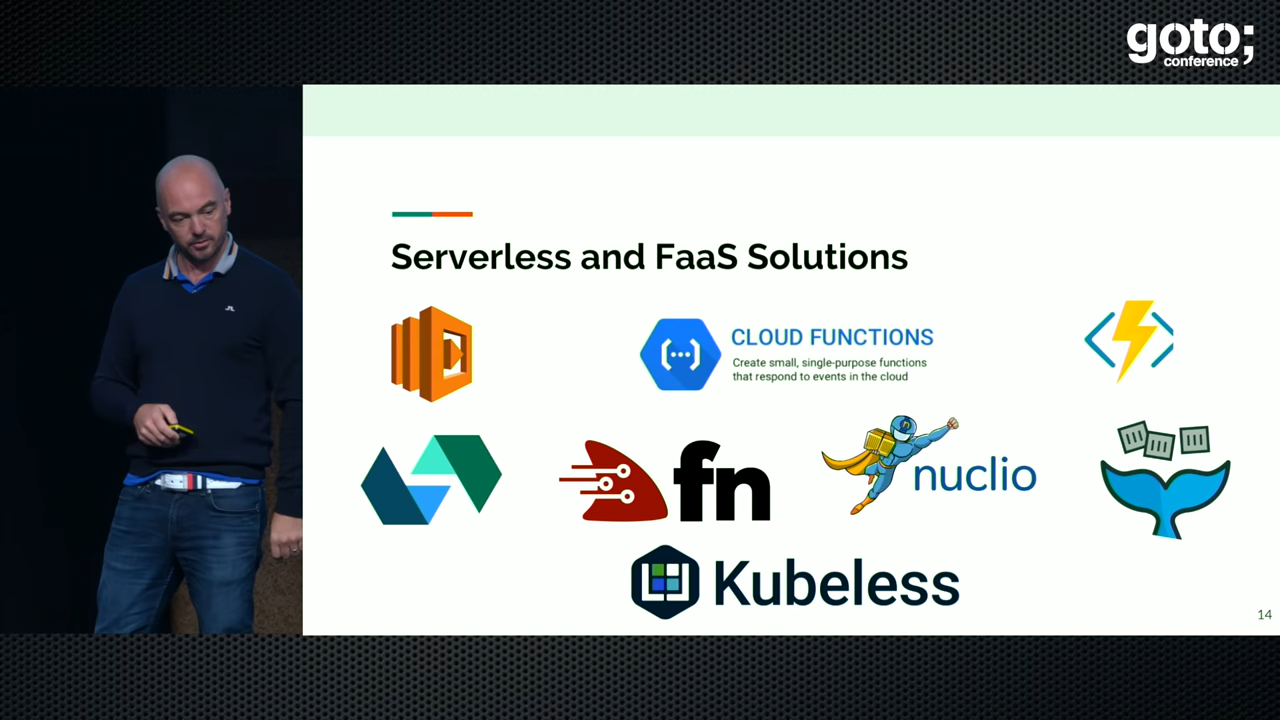 goto;
conference
Serverless and FaaS Solutions
CLOUD FUNCTIONS
Create small, single-purpose functions
that respond to events in the cloud
fn
nuclio
Kubeless
14